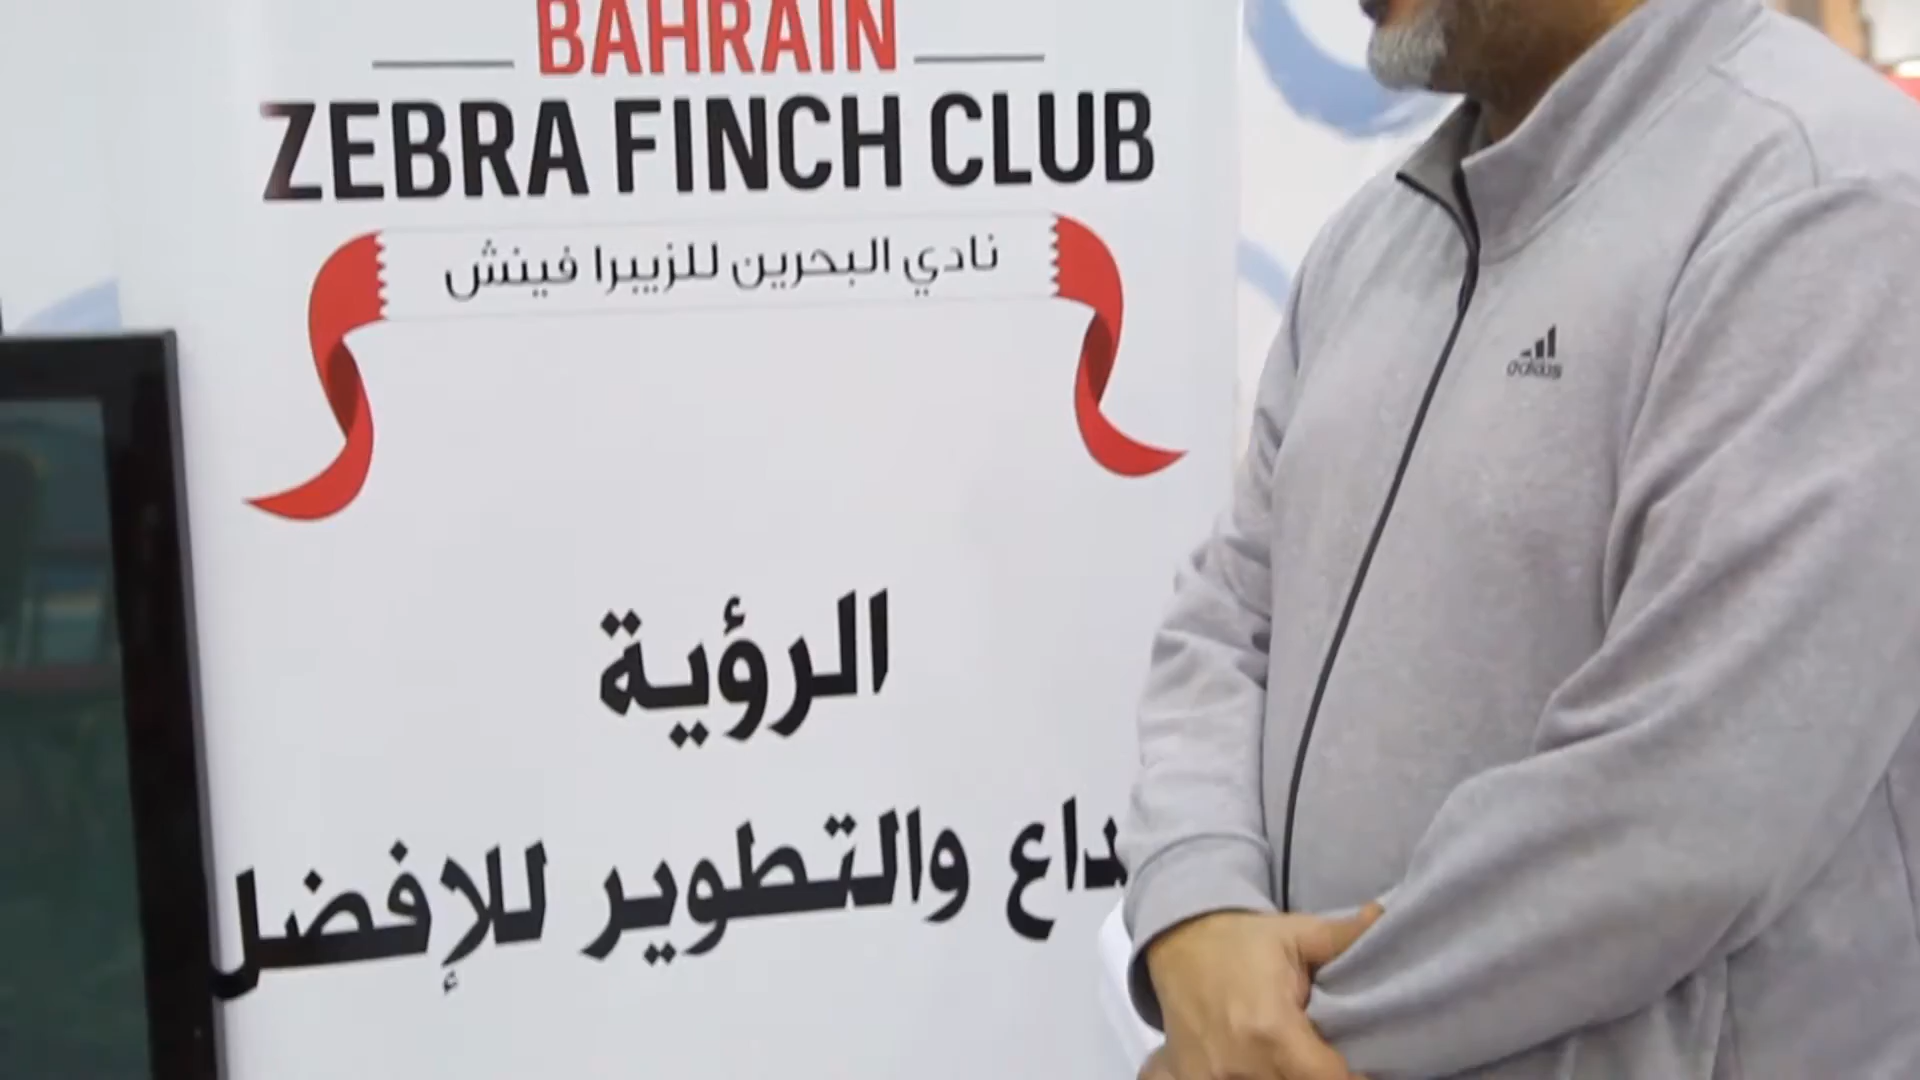 BAHRAIN
ZEBRA FINCH CLUB
نادي البحرين للزيبرا فينش
الرؤية
والتطوير للإفضل
adidas